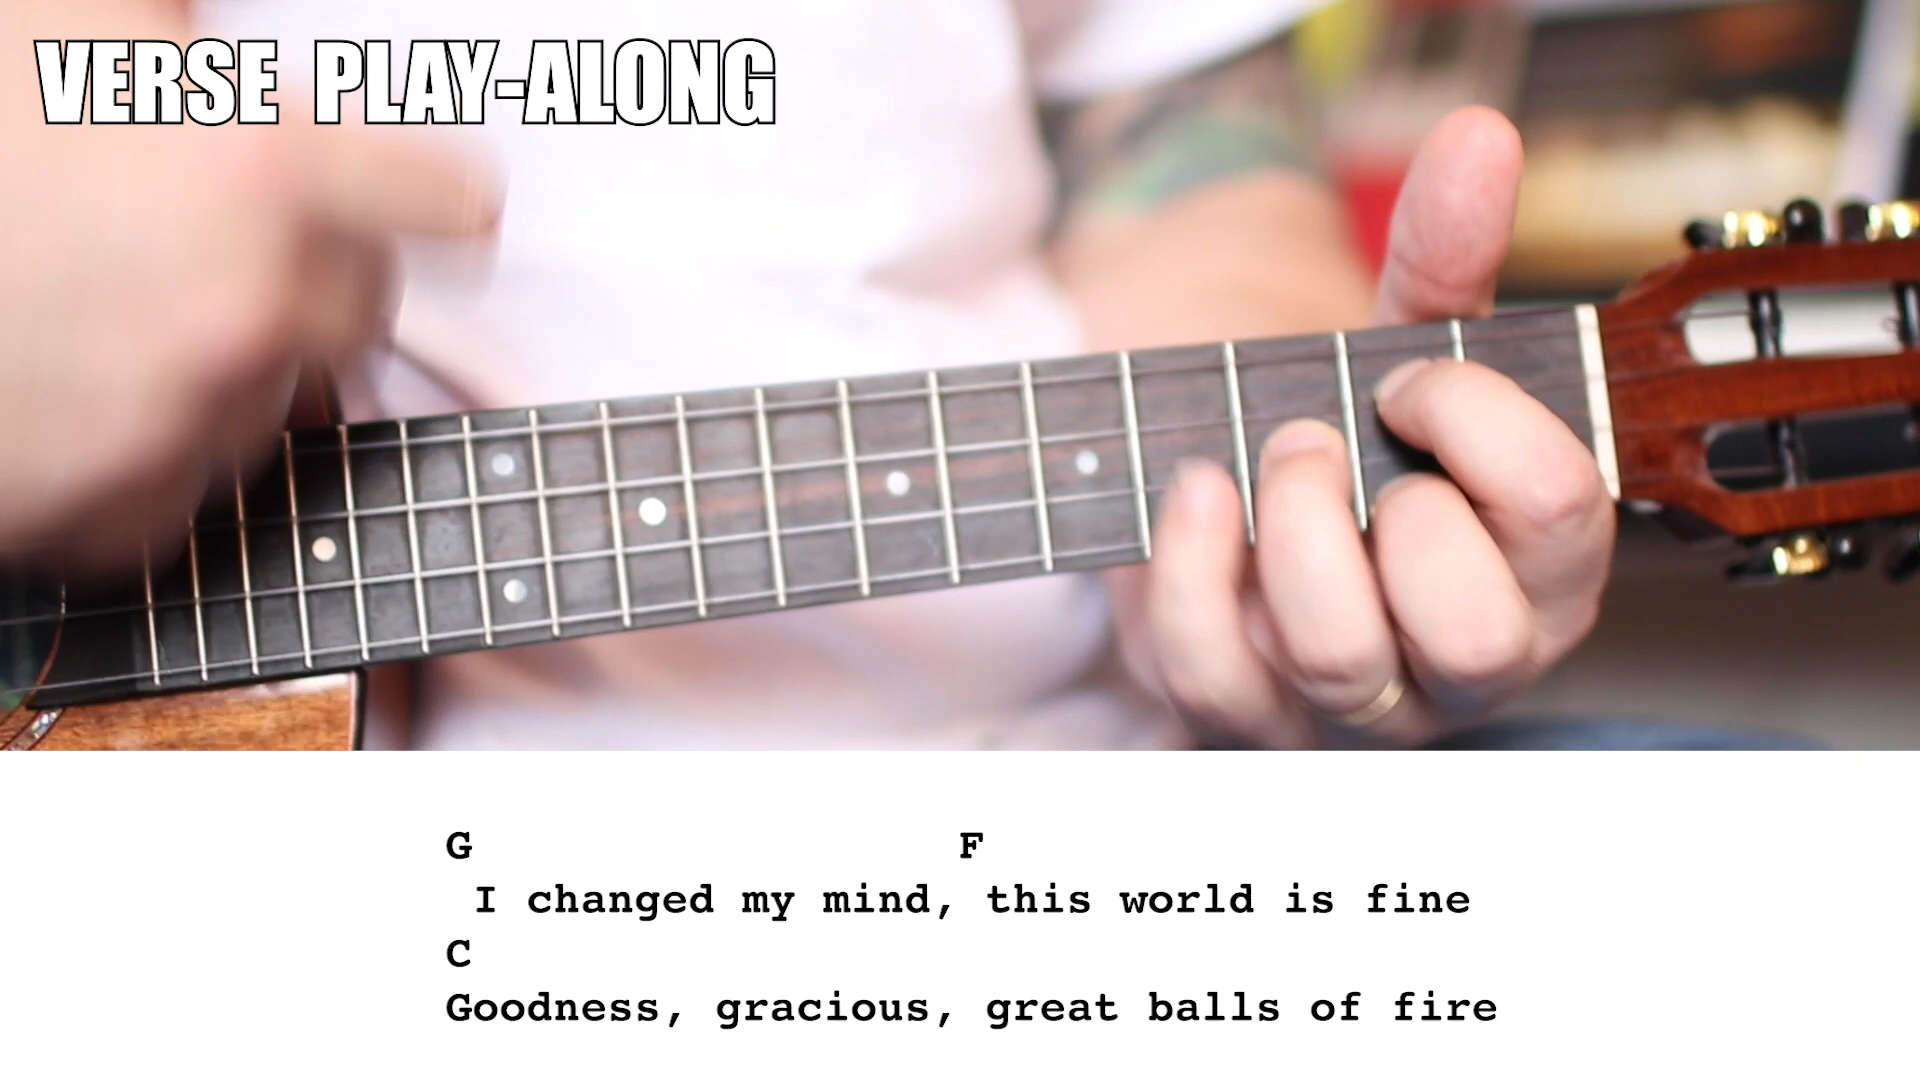 VERSE PLAY-ALONG
G F
I changed my mind, this world is fine
C
Goodness, gracious, great balls of fire